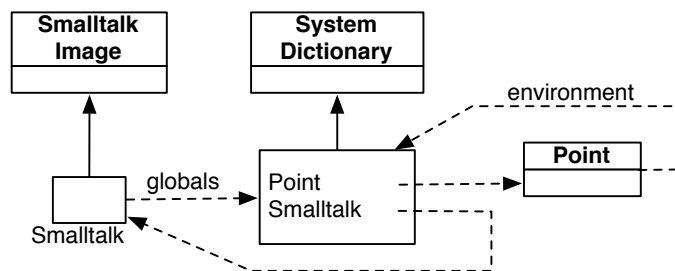 Smalltalk
Image
System
Dictionary
environment
Point
globals
Point
Smalltalk
Smalltalk